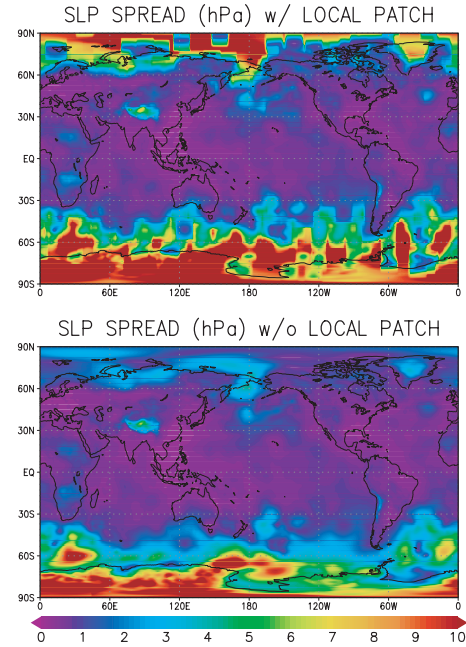 SLP SPREAD (hPa) w/ LOCAL PATCH
90N
60N
30N
EQ
30S
60S
90S
0 60E 120E 180 120W 60W 0
SLP SPREAD (hPa) w/o LOCAL PATCH
90N
60N
30N
EQ
30S
60S
90S
0 60E 120E 180 120W 60W 0
0 1 2 3 4 5 6 7 8 9 10